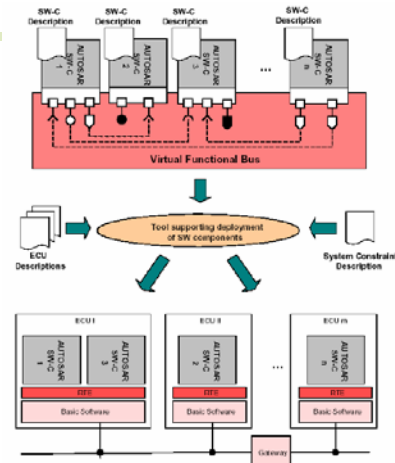 SW-C
Description
SW-C
Description
SW-C
Description
SW-C
Description
AUTOSAR
SW-C
1
AUTOSAR
SW-C
2
AUTOSAR
SW-C
3
...
AUTOSAR
SW-C
n
Virtual Functional Bus
ECU
Descriptions
Tool supporting deployment
of SW components
System Constraint
Description
ECU I
AUTOSAR
SW-C
1
AUTOSAR
SW-C
3
RTE
Basic Software
ECU II
AUTOSAR
SW-C
2
RTE
Basic Software
...
ECU m
AUTOSAR
SW-C
n
RTE
Basic Software
Gateway